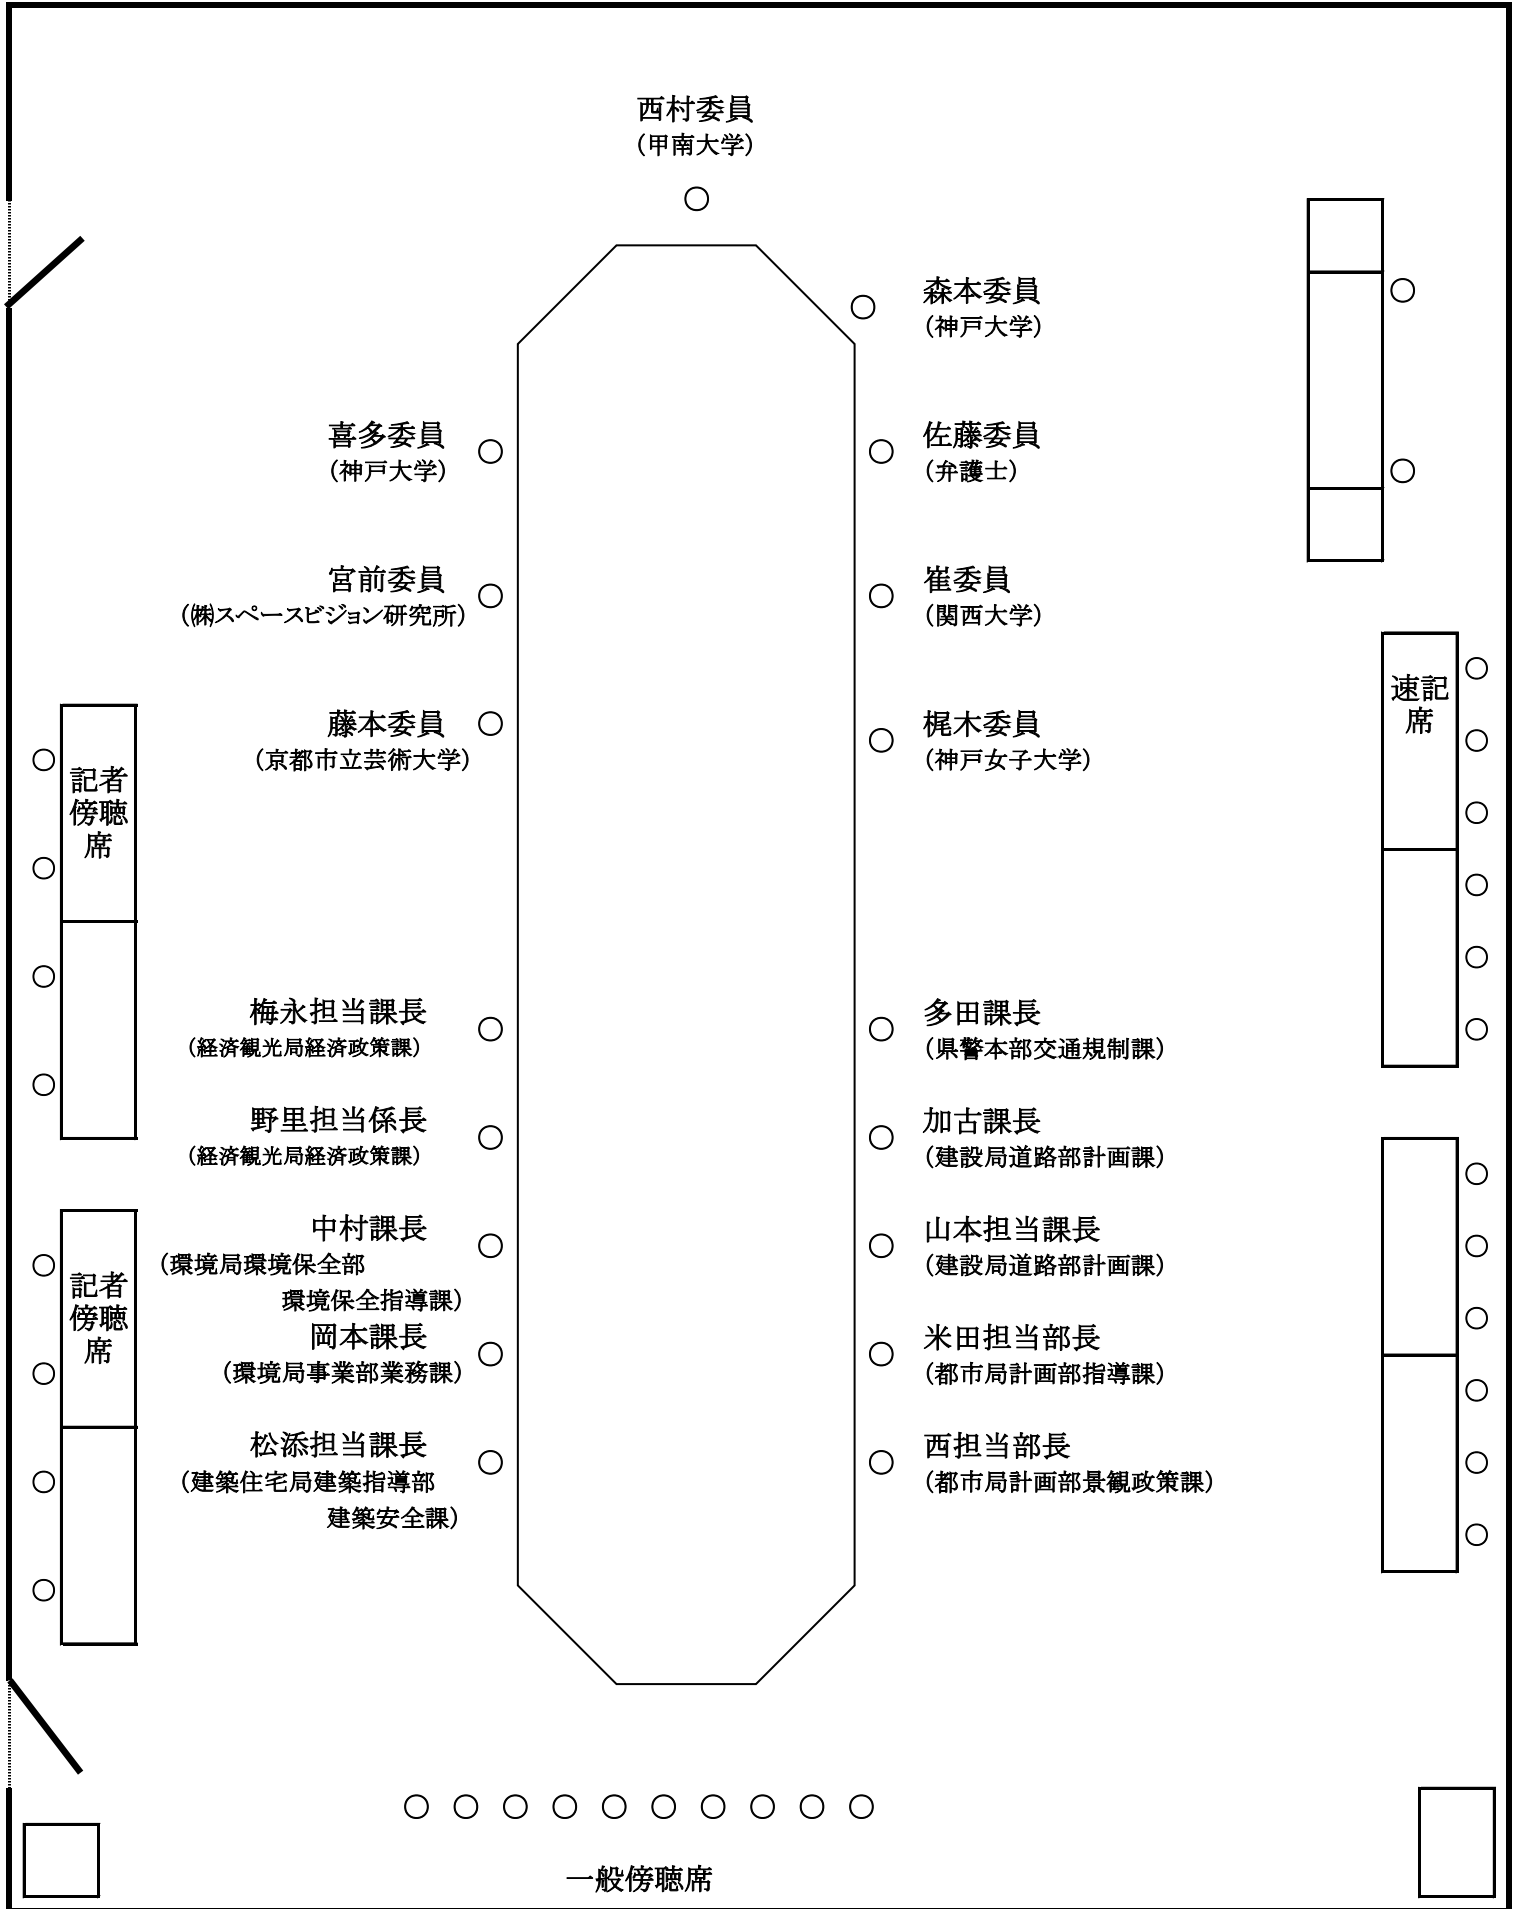 西村委員
（甲南大学）
森本委員
（神戸大学）
喜多委員
（神戸大学）
佐藤委員
（弁護士）
宮前委員
（㈱スペースビジョン研究所）
崔委員
（関西大学）
藤本委員
（京都市立芸術大学）
梶木委員
（神戸女子大学）
速記
席
記者
傍聴
席
梅永担当課長
（経済観光局経済政策課）
多田課長
（県警本部交通規制課）
野里担当係長
（経済観光局経済政策課）
加古課長
（建設局道路部計画課）
中村課長
（環境局環境保全部
環境保全指導課）
山本担当課長
（建設局道路部計画課）
記者
傍聴
席
岡本課長
（環境局事業部業務課）
米田担当部長
（都市局計画部指導課）
松添担当課長
（建築住宅局建築指導部
建築安全課）
西担当部長
（都市局計画部景観政策課）
一般傍聴席